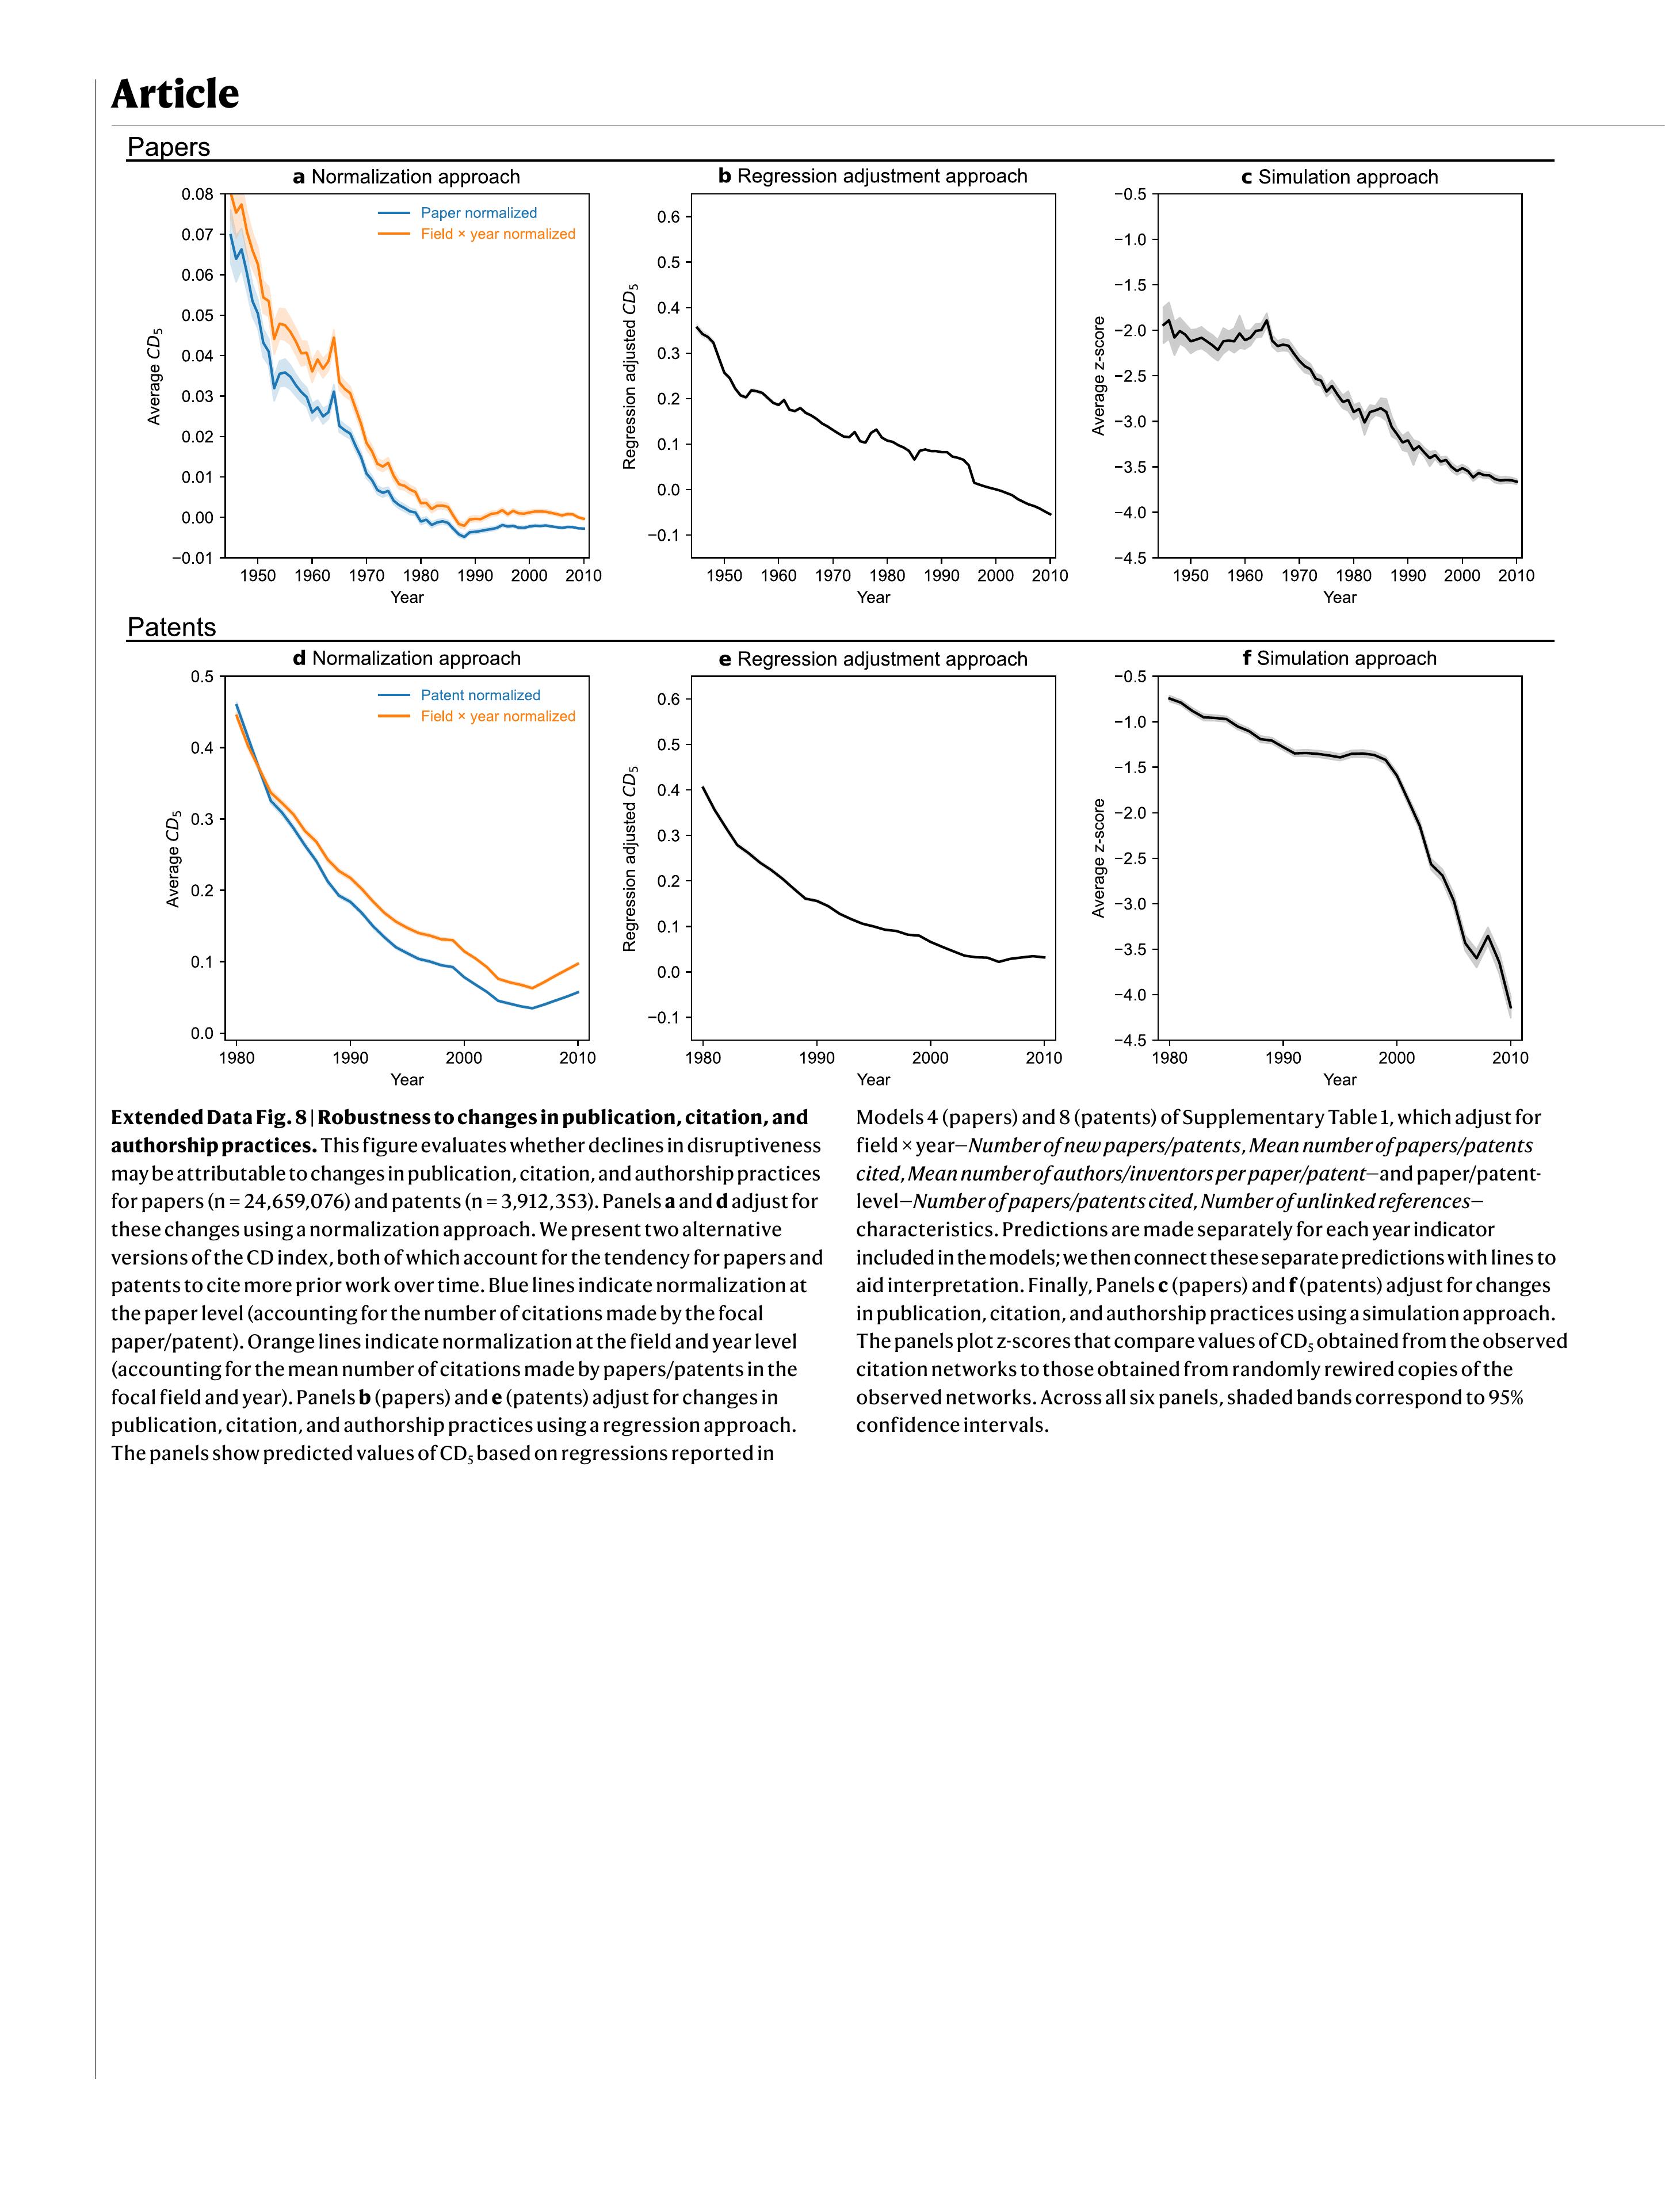 Article
Papers
a Normalization approach
0.08
0.07
0.06
0.05
0.04
0.03
0.02
0.01
0.00
−0.01
Average CD5
Paper normalized
Field × year normalized
1950 1960 1970 1980 1990 2000 2010
Year
b Regression adjustment approach
0.6
0.5
0.4
0.3
0.2
0.1
0.0
−0.1
Regression adjusted CD5
1950 1960 1970 1980 1990 2000 2010
Year
c Simulation approach
−0.5
−1.0
−1.5
−2.0
−2.5
−3.0
−3.5
−4.0
−4.5
Average z-score
1950 1960 1970 1980 1990 2000 2010
Year
Patents
d Normalization approach
0.5
0.4
0.3
0.2
0.1
0.0
Average CD5
Patent normalized
Field × year normalized
1980 1990 2000 2010
Year
e Regression adjustment approach
0.6
0.5
0.4
0.3
0.2
0.1
0.0
−0.1
Regression adjusted CD5
1980 1990 2000 2010
Year
f Simulation approach
−0.5
−1.0
−1.5
−2.0
−2.5
−3.0
−3.5
−4.0
−4.5
Average z-score
1980 1990 2000 2010
Year
Extended Data Fig. 8 | Robustness to changes in publication, citation, and
authorship practices. This figure evaluates whether declines in disruptiveness
may be attributable to changes in publication, citation, and authorship practices
for papers (n = 24,659,076) and patents (n = 3,912,353). Panels a and d adjust for
these changes using a normalization approach. We present two alternative
versions of the CD index, both of which account for the tendency for papers and
patents to cite more prior work over time. Blue lines indicate normalization at
the paper level (accounting for the number of citations made by the focal
paper/patent). Orange lines indicate normalization at the field and year level
(accounting for the mean number of citations made by papers/patents in the
focal field and year). Panels b (papers) and e (patents) adjust for changes in
publication, citation, and authorship practices using a regression approach.
The panels show predicted values of CD5 based on regressions reported in
Models 4 (papers) and 8 (patents) of Supplementary Table 1, which adjust for
field × year—Number of new papers/patents, Mean number of papers/patents
cited, Mean number of authors/inventors per paper/patent—and paper/patent-
level—Number of papers/patents cited, Number of unlinked references—
characteristics. Predictions are made separately for each year indicator
included in the models; we then connect these separate predictions with lines to
aid interpretation. Finally, Panels c (papers) and f (patents) adjust for changes
in publication, citation, and authorship practices using a simulation approach.
The panels plot z-scores that compare values of CD5 obtained from the observed
citation networks to those obtained from randomly rewired copies of the
observed networks. Across all six panels, shaded bands correspond to 95%
confidence intervals.